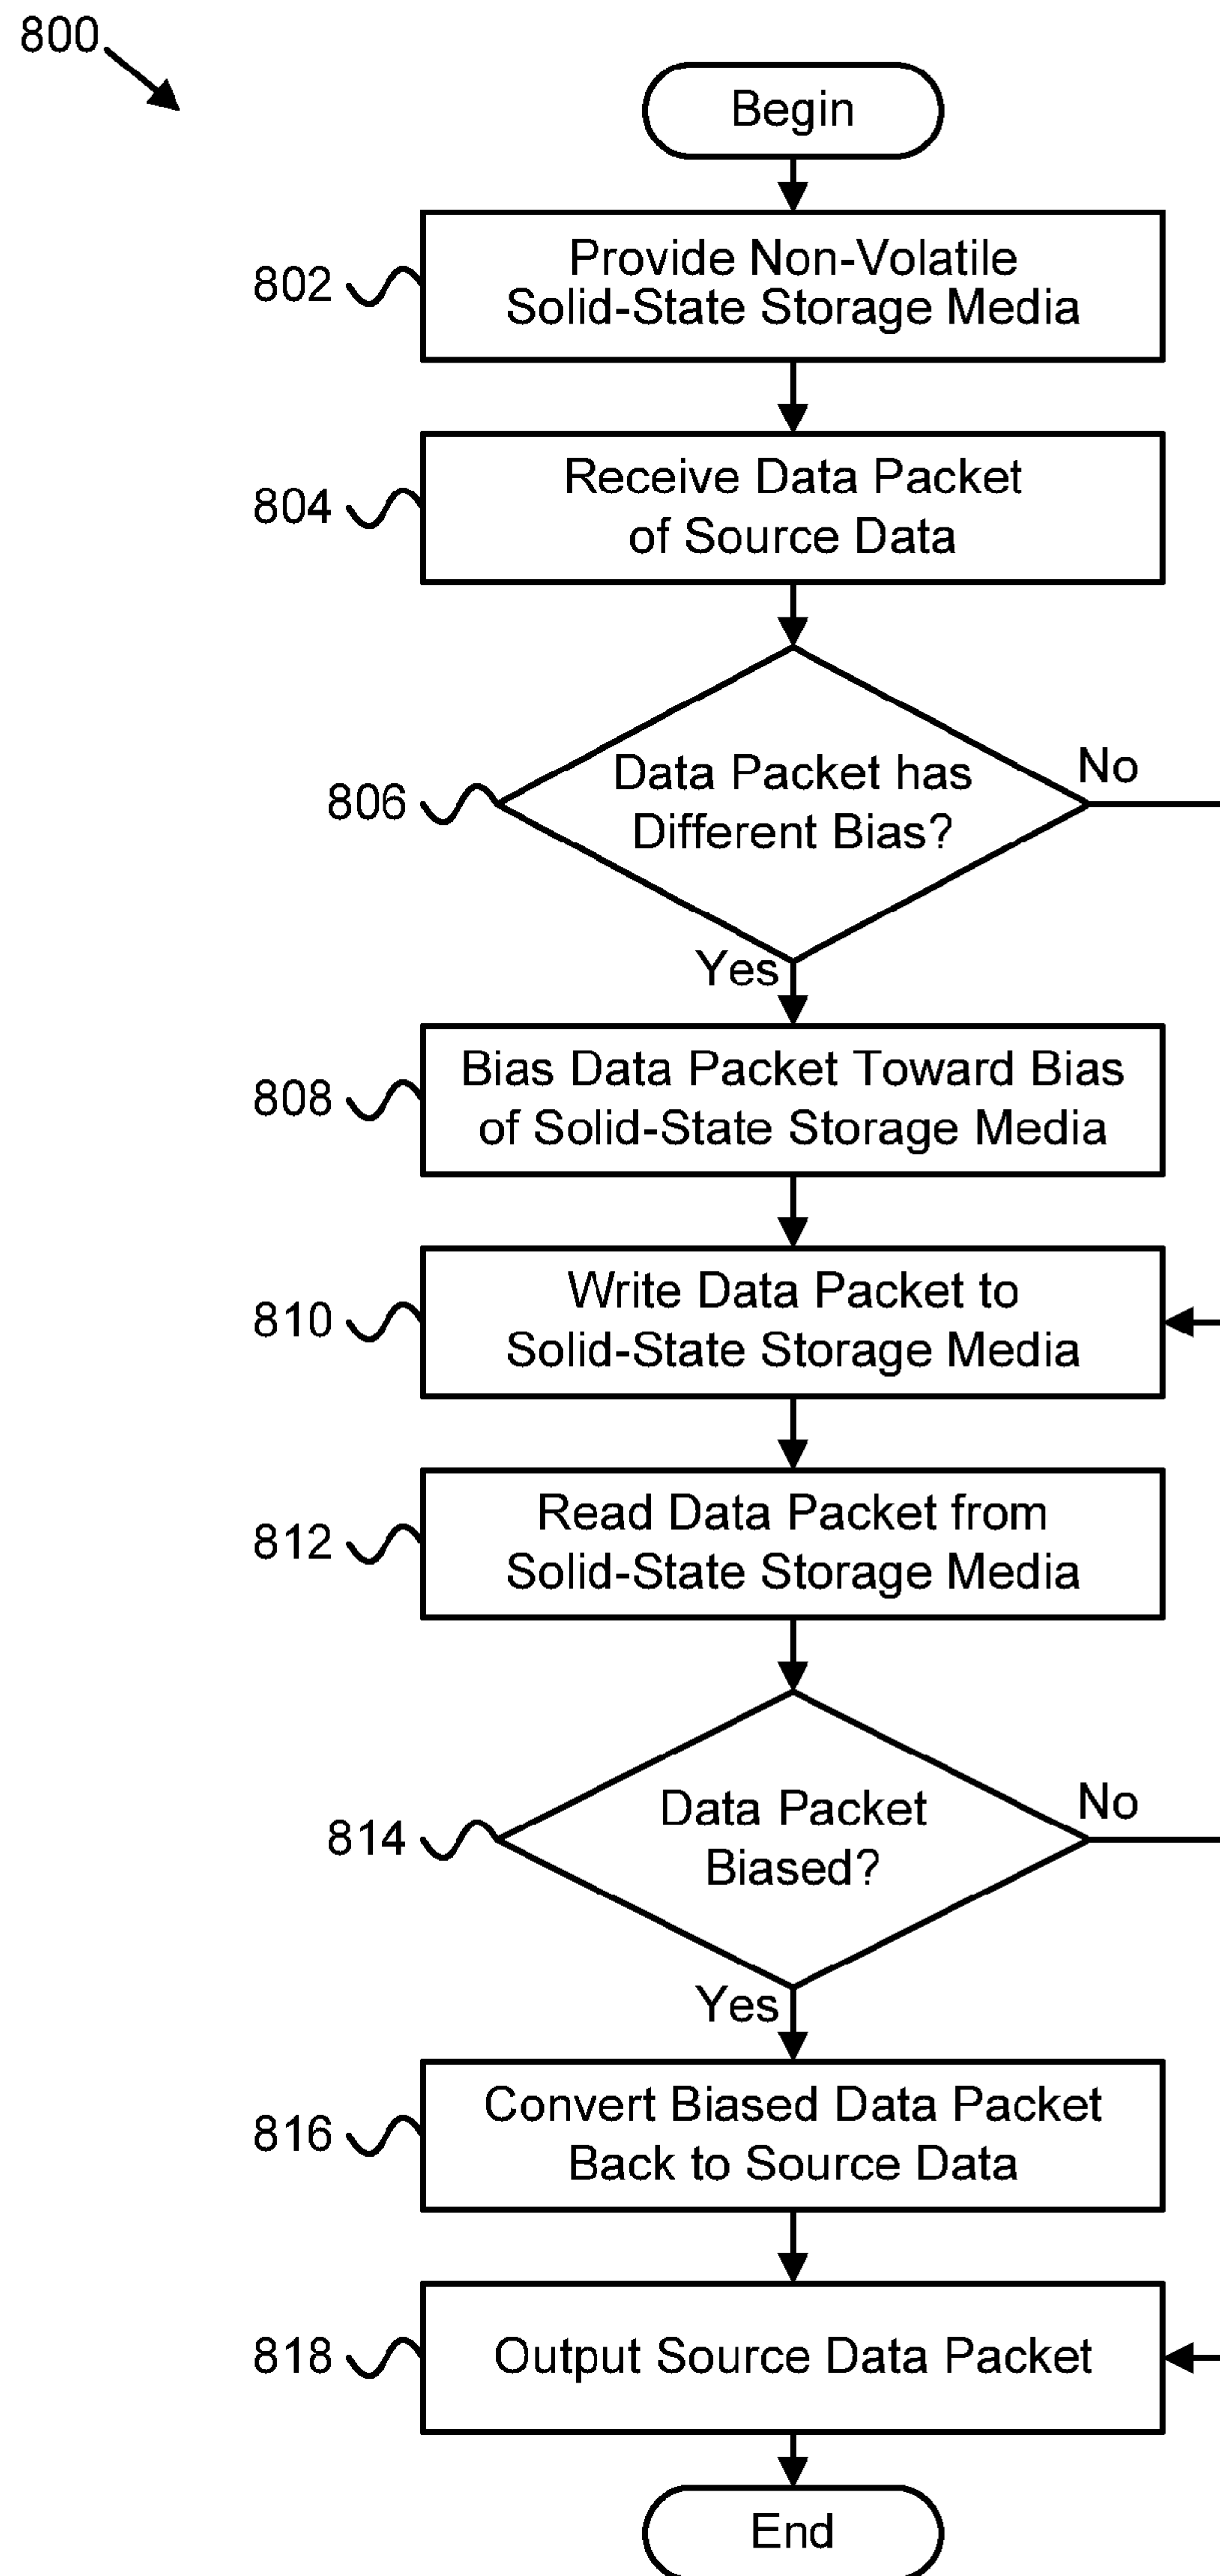 800
Begin
802
Provide Non-Volatile
Solid-State Storage Media
804
Receive Data Packet
of Source Data
806
Data Packet has
Different Bias?
No
Yes
808
Bias Data Packet Toward Bias
of Solid-State Storage Media
810
Write Data Packet to
Solid-State Storage Media
812
Read Data Packet from
Solid-State Storage Media
814
Data Packet
Biased?
No
Yes
816
Convert Biased Data Packet
Back to Source Data
818
Output Source Data Packet
End